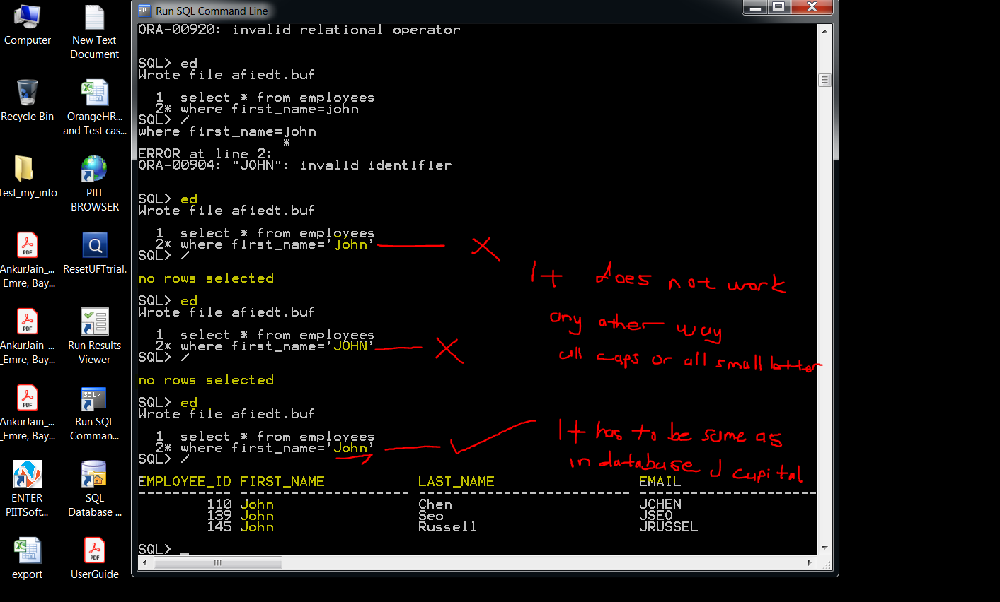 Computer
New Text
Document
Recycle Bin
OrangeHR...
and Test cas...
Test_my_info
PIIT
BROWSER
AnkurJain_...
_Emre, Bay...
ResetUFTtrial.
AnkurJain_...
_Emre, Bay...
Run Results
Viewer
AnkurJain_...
_Emre, Bay...
Run SQL
Comman...
ENTER
PIITSoft...
SQL
Database ...
export
UserGuide
Run SQL Command Line
ORA-00920: invalid relational operator
SQL> ed
Wrote file afiedt.buf
1 select * from employees
2* where first_name=john
SQL> /
where first_name=john
*
ERROR at line 2:
ORA-00904: "JOHN": invalid identifier
SQL> ed
Wrote file afiedt.buf
1 select * from employees
2* where first_name='john'
SQL> /
no rows selected
SQL> ed
Wrote file afiedt.buf
1 select * from employees
2* where first_name='JOHN'
SQL> /
no rows selected
SQL> ed
Wrote file afiedt.buf
1 select * from employees
2* where first_name='John'
SQL> /
EMPLOYEE_ID FIRST_NAME LAST_NAME EMAIL
----------- -------------------- ------------------------- ---------------------
110 John Chen JCHEN
139 John Seo JSEO
145 John Russell JRUSSEL
SQL> _
It does not work
any other way
all caps or all small letter
It has to be same as
in database J capital